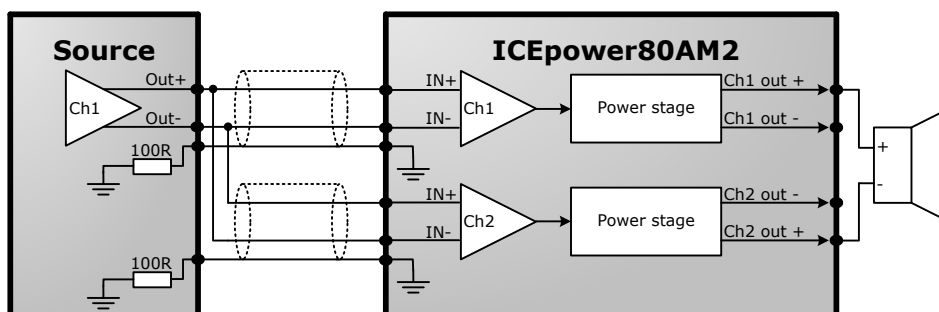 Source
ICEpower80AM2
Out+
Ch1
Out-
100R
IN+
IN-
Ch1
Power stage
Ch1 out +
Ch1 out -
+
-
IN+
IN-
Ch2
Power stage
Ch2 out -
Ch2 out +
100R